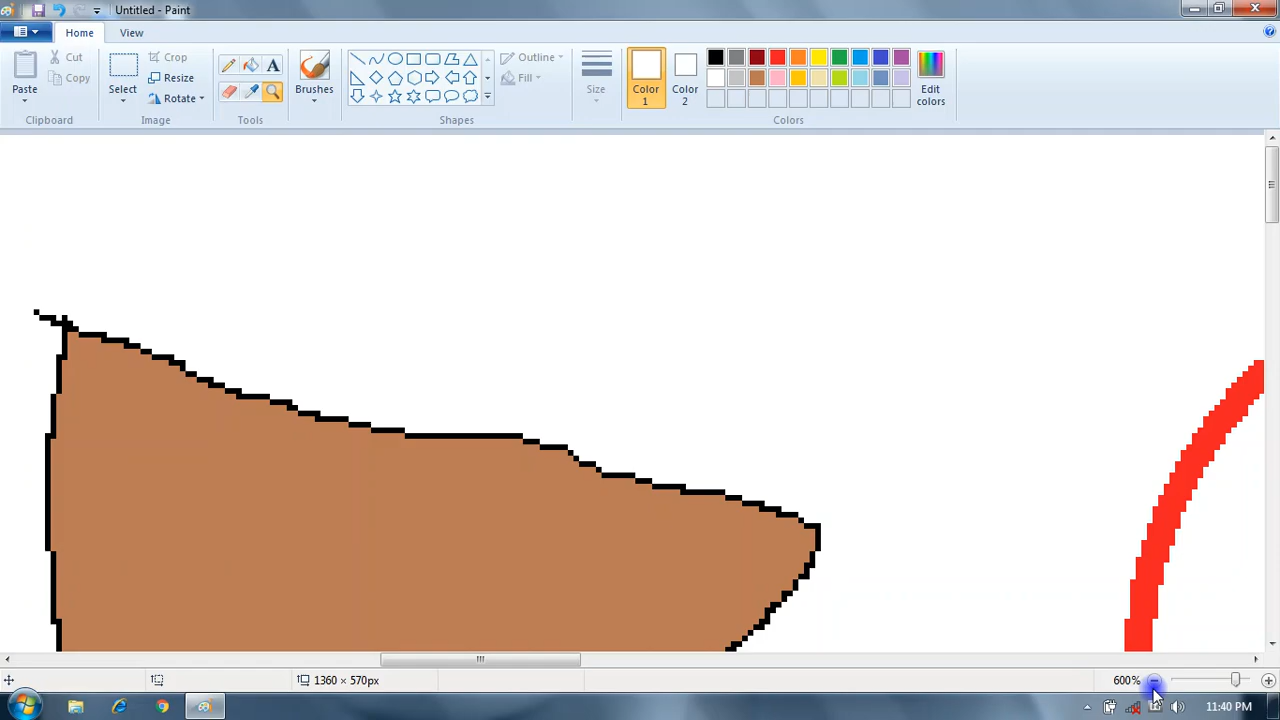 Untitled - Paint
Home View
Paste
Cut
Copy
Clipboard
Select
Crop
Resize
Rotate
Image
Tools
Brushes
Outline
Fill
Shapes
Size
Color 1
Color 2
Edit colors
Colors
1360 × 570px
600%
11:40 PM